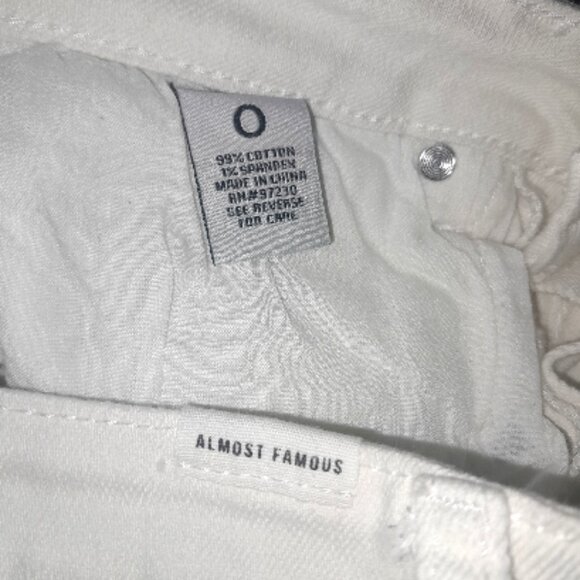 0
99% COTTON
1% SPANDEX
MADE IN CHINA
RN#97230
SEE REVERSE
FOR CARE
ALMOST FAMOUS